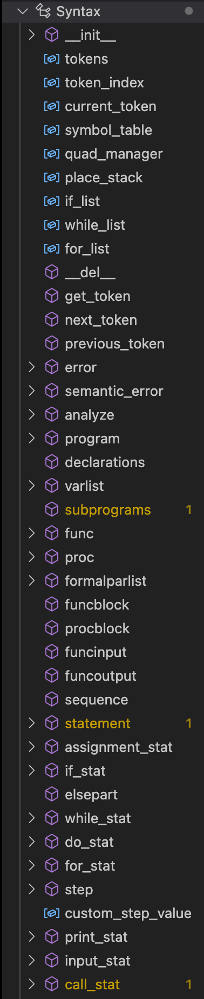 Syntax
__init__
tokens
token_index
current_token
symbol_table
quad_manager
place_stack
if_list
while_list
for_list
__del__
get_token
next_token
previous_token
error
semantic_error
analyze
program
declarations
varlist
subprograms 1
func
proc
formalparlist
funcblock
procblock
funcinput
funcoutput
sequence
statement 1
assignment_stat
if_stat
elsepart
while_stat
do_stat
for_stat
step
custom_step_value
print_stat
input_stat
call_stat 1